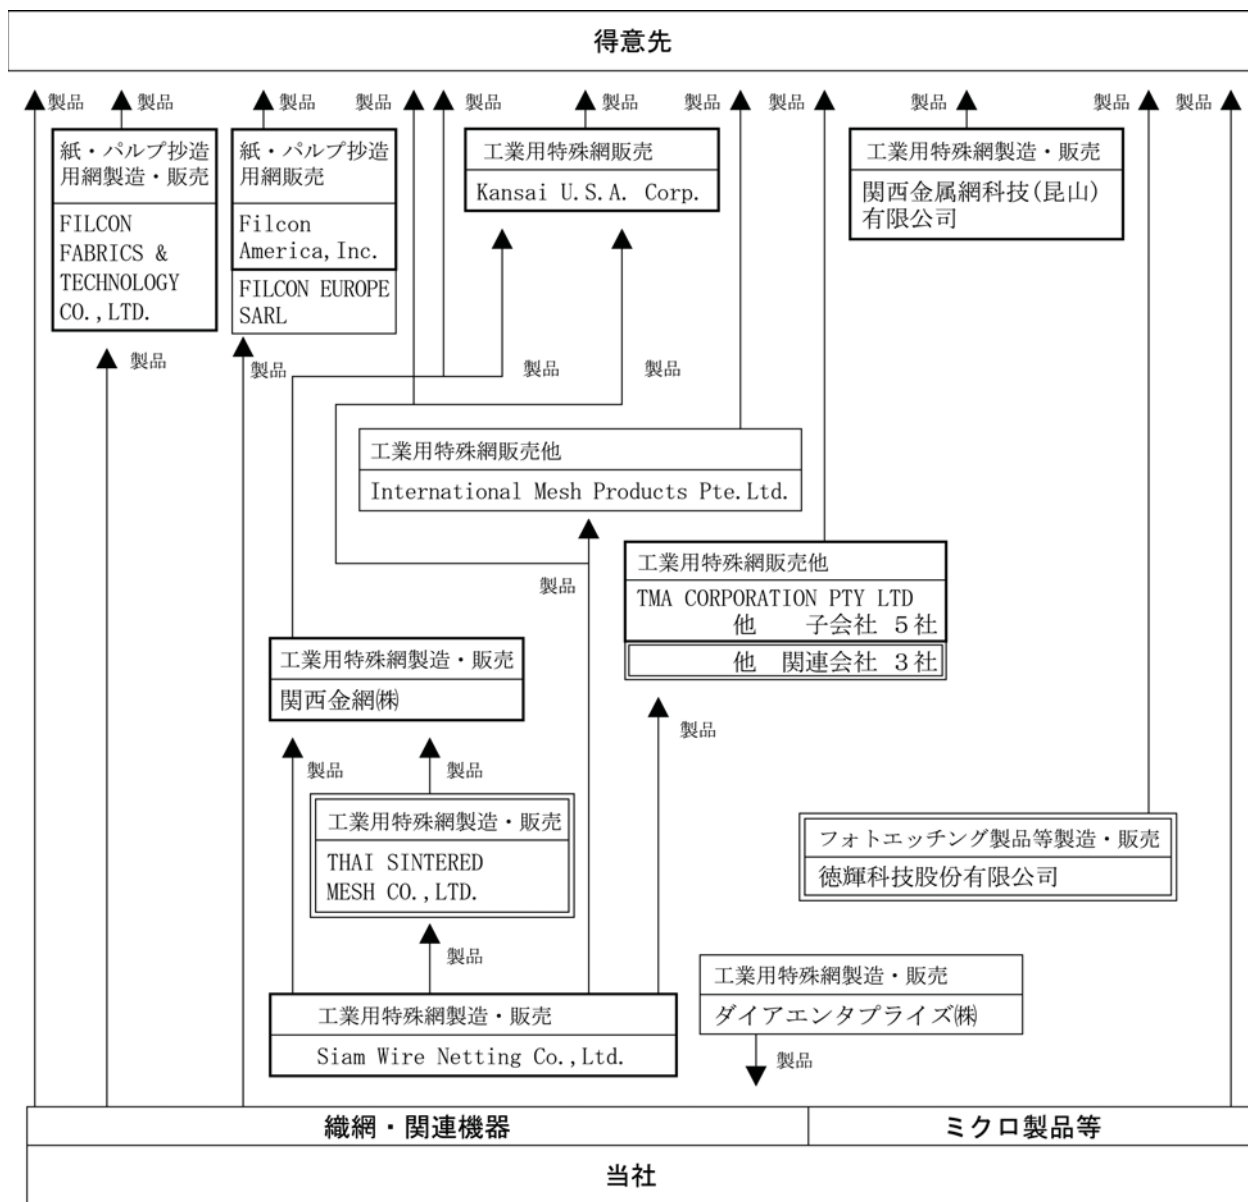 得意先
製品
製品
製品
製品
製品
製品
製品
製品
製品
製品
製品
紙・パルプ抄造
用網製造・販売
FILCON
FABRICS &
TECHNOLOGY
CO.,LTD.
紙・パルプ抄造
用網販売
Filcon
America,Inc.
FILCON EUROPE
SARL
工業用特殊網販売
Kansai U.S.A. Corp.
工業用特殊網製造・販売
関西金属網科技(昆山)
有限公司
製品
製品
製品
製品
工業用特殊網販売他
International Mesh Products Pte.Ltd.
製品
工業用特殊網販売他
TMA CORPORATION PTY LTD
他 子会社 5社
他 関連会社 3社
工業用特殊網製造・販売
関西金網㈱
製品
製品
製品
工業用特殊網製造・販売
THAI SINTERED
MESH CO.,LTD.
フォトエッチング製品等製造・販売
徳輝科技股份有限公司
製品
工業用特殊網製造・販売
Siam Wire Netting Co.,Ltd.
工業用特殊網製造・販売
ダイアエンタプライズ㈱
製品
織網・関連機器
ミクロ製品等
当社